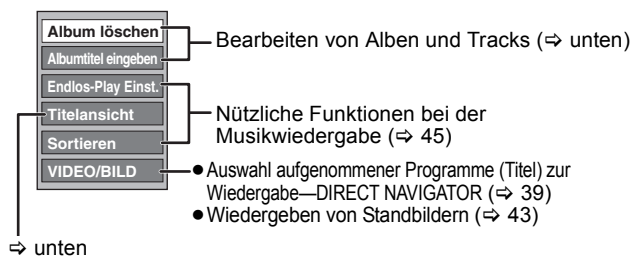 Album löschen
Albumtitel eingeben
Endlos-Play Einst.
Titelansicht
Sortieren
VIDEO/BILD
Bearbeiten von Alben und Tracks (⇨ unten)
Nützliche Funktionen bei der
Musikwiedergabe (⇨ 45)
● Auswahl aufgenommener Programme (Titel) zur
Wiedergabe—DIRECT NAVIGATOR (⇨ 39)
● Wiedergeben von Standbildern (⇨ 43)
⇨ unten